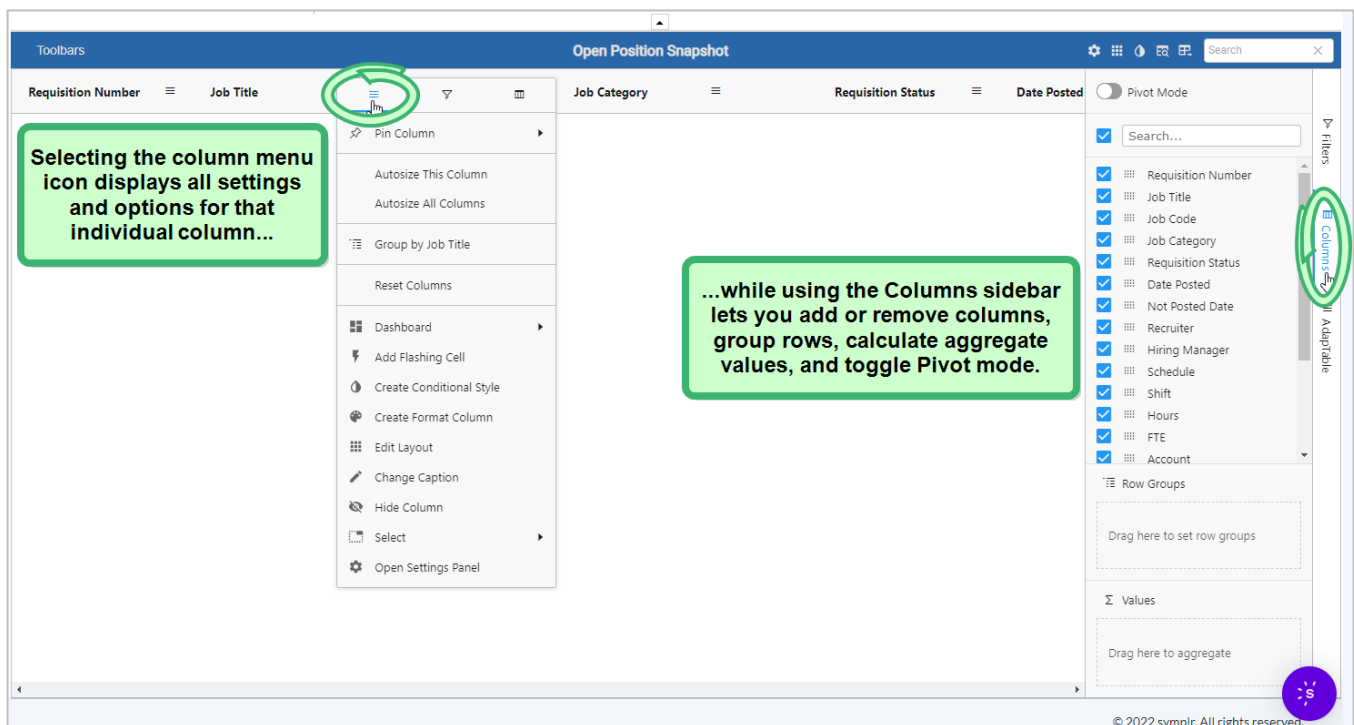 Toolbars
Open Position Snapshot
Search
Requisition Number
Job Title
Job Category
Requisition Status
Date Posted
Pivot Mode
Selecting the column menu
icon displays all settings
and options for that
individual column...
Pin Column
Autosize This Column
Autosize All Columns
Group by Job Title
Reset Columns
Dashboard
Add Flashing Cell
Create Conditional Style
Create Format Column
Edit Layout
Change Caption
Hide Column
Select
Open Settings Panel
...while using the Columns sidebar
lets you add or remove columns,
group rows, calculate aggregate
values, and toggle Pivot mode.
Search...
Requisition Number
Job Title
Job Code
Job Category
Requisition Status
Date Posted
Not Posted Date
Recruiter
Hiring Manager
Schedule
Shift
Hours
FTE
Account
Row Groups
Drag here to set row groups
Σ Values
Drag here to aggregate
Filters
Columns
AdapTable
s
© 2022 symplr. All rights reserved.